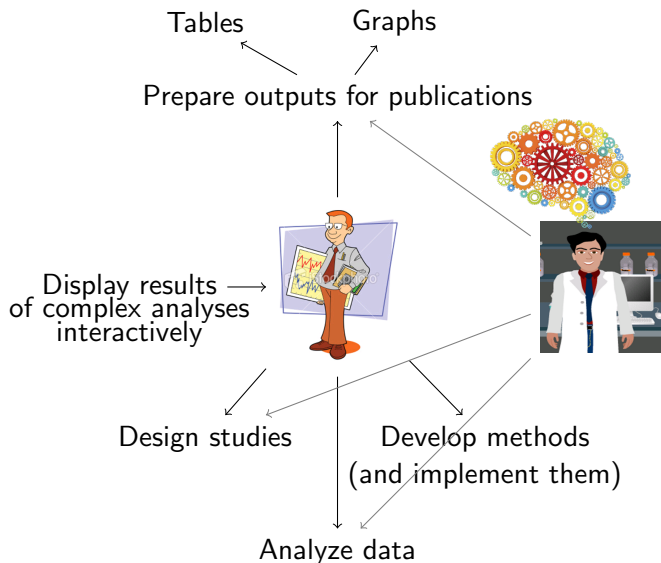 Tables
Graphs
Prepare outputs for publications
Display results
of complex analyses
interactively
Design studies
Develop methods
(and implement them)
Analyze data